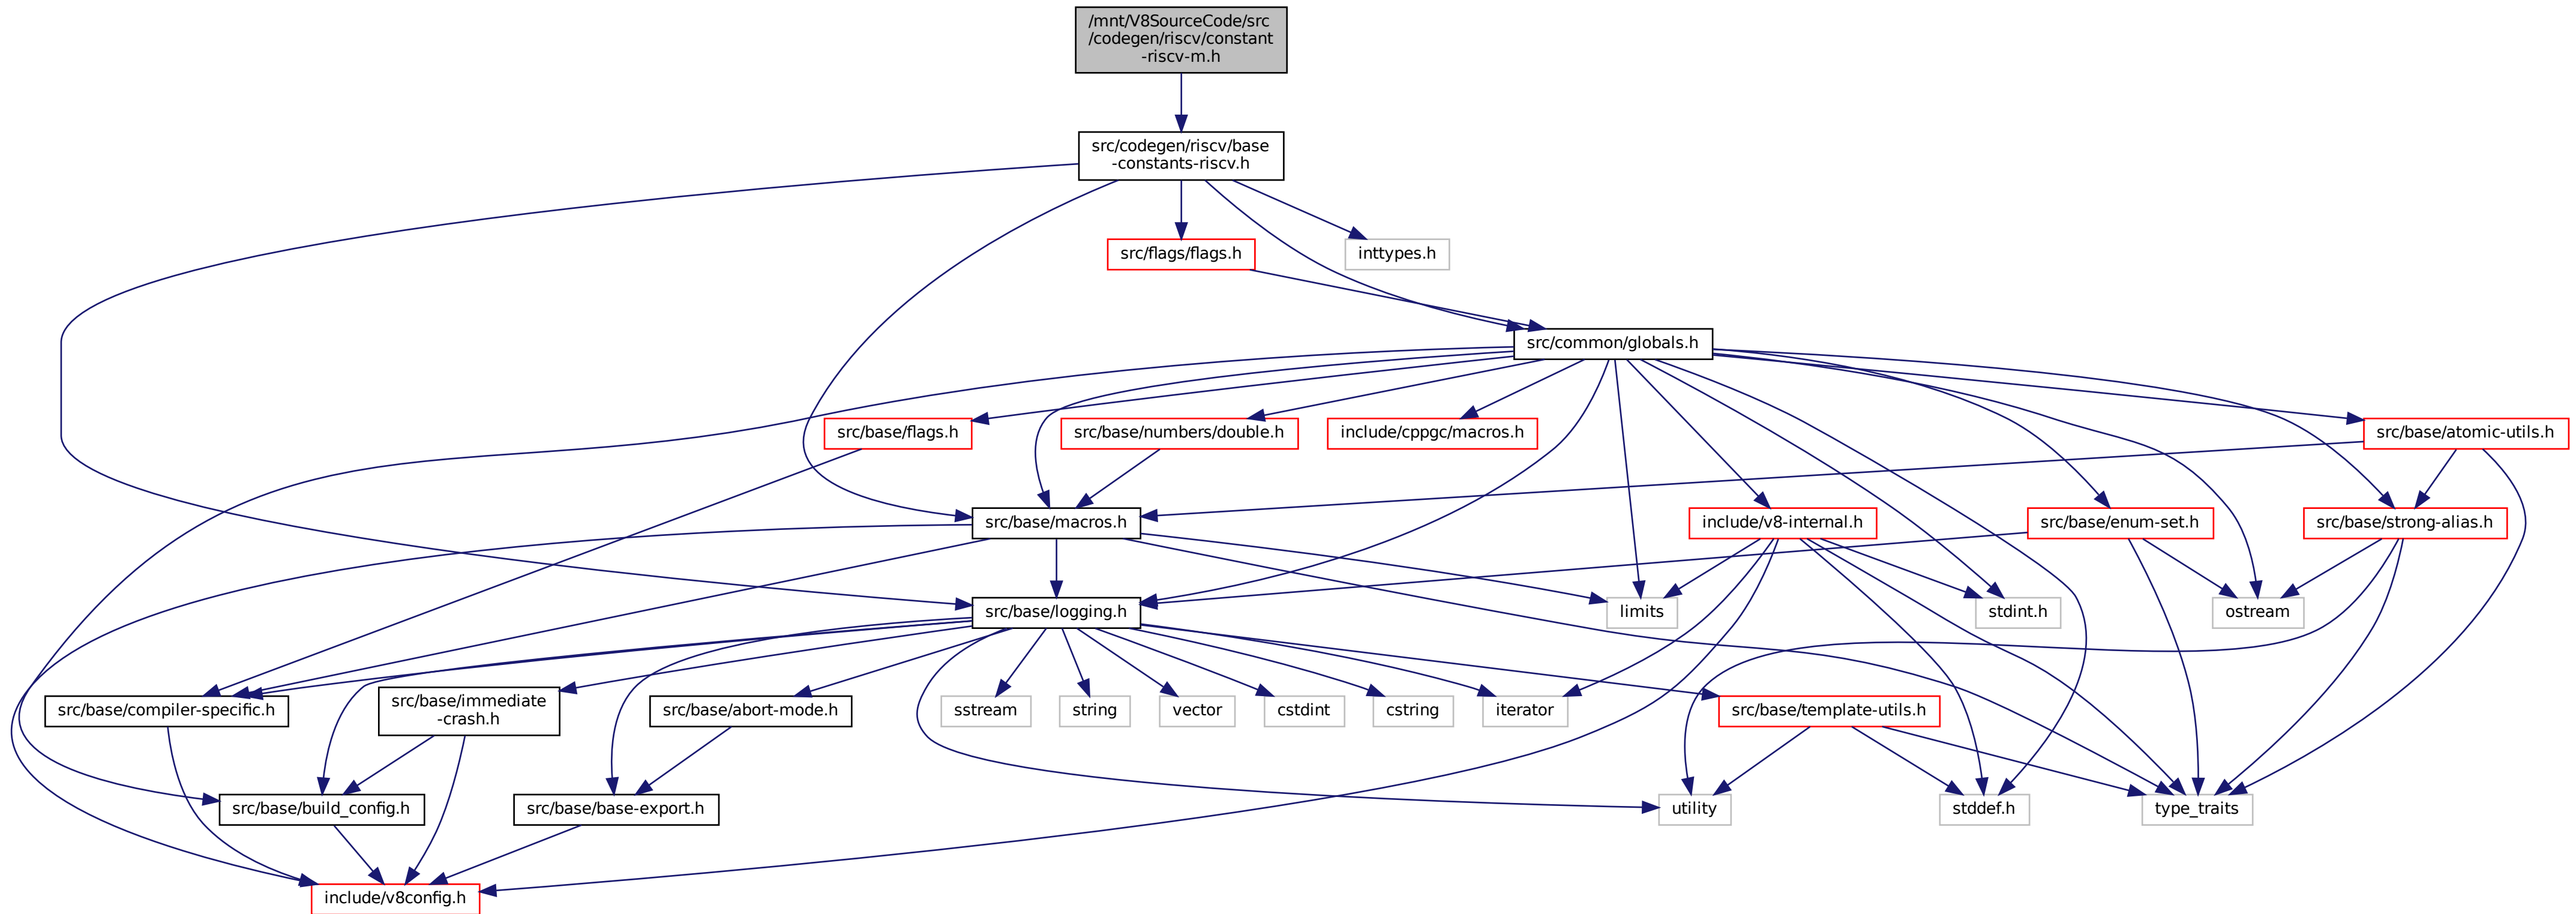 /mnt/V8SourceCode/src
/codegen/riscv/constant
-riscv-m.h
src/codegen/riscv/base
-constants-riscv.h
src/flags/flags.h
inttypes.h
src/common/globals.h
src/base/flags.h
src/base/numbers/double.h
include/cppgc/macros.h
src/base/atomic-utils.h
src/base/macros.h
include/v8-internal.h
src/base/enum-set.h
src/base/strong-alias.h
src/base/logging.h
limits
stdint.h
ostream
src/base/compiler-specific.h
src/base/immediate
-crash.h
src/base/abort-mode.h
sstream
string
vector
cstdint
cstring
iterator
src/base/template-utils.h
src/base/build_config.h
src/base/base-export.h
utility
stddef.h
type_traits
include/v8config.h